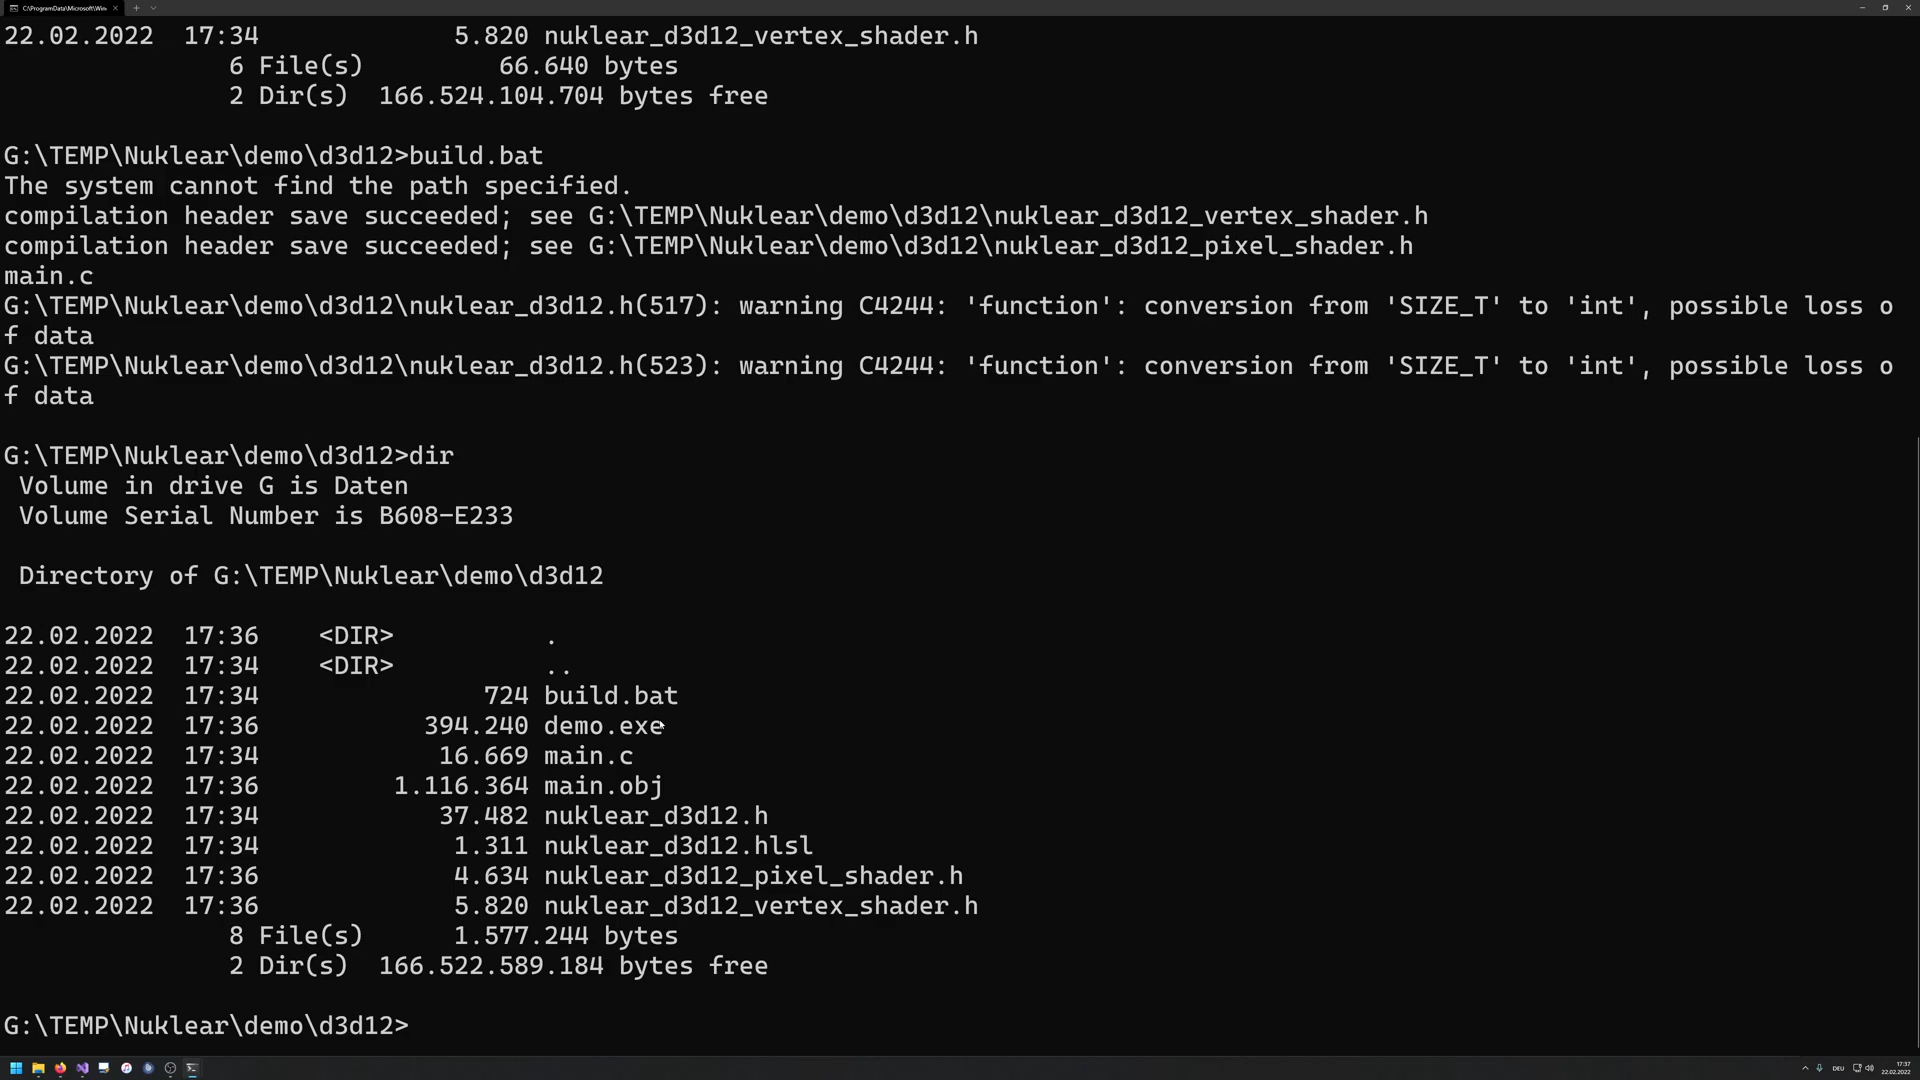 C:\ProgramData\Microsoft\Win
22.02.2022  17:34             5.820 nuklear_d3d12_vertex_shader.h
               6 File(s)         66.640 bytes
               2 Dir(s)  166.524.104.704 bytes free
G:\TEMP\Nuklear\demo\d3d12>build.bat
The system cannot find the path specified.
compilation header save succeeded; see G:\TEMP\Nuklear\demo\d3d12\nuklear_d3d12_vertex_shader.h
compilation header save succeeded; see G:\TEMP\Nuklear\demo\d3d12\nuklear_d3d12_pixel_shader.h
main.c
G:\TEMP\Nuklear\demo\d3d12\nuklear_d3d12.h(517): warning C4244: 'function': conversion from 'SIZE_T' to 'int', possible loss o
f data
G:\TEMP\Nuklear\demo\d3d12\nuklear_d3d12.h(523): warning C4244: 'function': conversion from 'SIZE_T' to 'int', possible loss o
f data
G:\TEMP\Nuklear\demo\d3d12>dir
 Volume in drive G is Daten
 Volume Serial Number is B608-E233
 Directory of G:\TEMP\Nuklear\demo\d3d12
22.02.2022  17:36    <DIR>          .
22.02.2022  17:34    <DIR>          ..
22.02.2022  17:34               724 build.bat
22.02.2022  17:36           394.240 demo.exe
22.02.2022  17:34            16.669 main.c
22.02.2022  17:36         1.116.364 main.obj
22.02.2022  17:34            37.482 nuklear_d3d12.h
22.02.2022  17:34             1.311 nuklear_d3d12.hlsl
22.02.2022  17:36             4.634 nuklear_d3d12_pixel_shader.h
22.02.2022  17:36             5.820 nuklear_d3d12_vertex_shader.h
               8 File(s)      1.577.244 bytes
               2 Dir(s)  166.522.589.184 bytes free
G:\TEMP\Nuklear\demo\d3d12>
DEU
17:37
22.02.2022